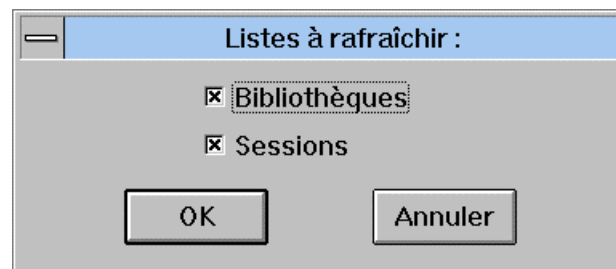 Listes à rafraîchir :
Bibliothèques
Sessions
OK
Annuler